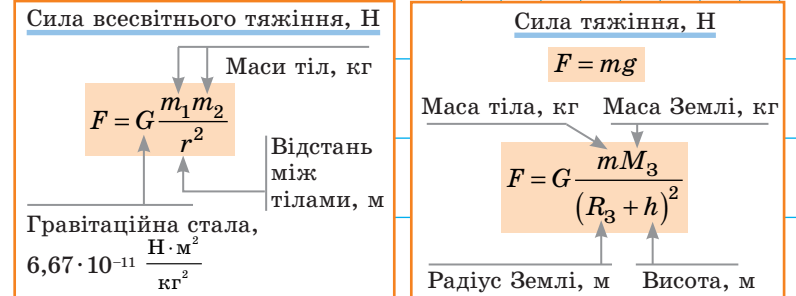 Сила всесвітнього тяжіння, Н
Маси тіл, кг
F = G m₁m₂ / r²
Відстань
між
тілами, м
Гравітаційна стала,
6,67·10⁻¹¹ Н·м² / кг²
Сила тяжіння, Н
F = mg
Маса тіла, кг Маса Землі, кг
F = G mM₃ / (R₃ + h)²
Радіус Землі, м Висота, м